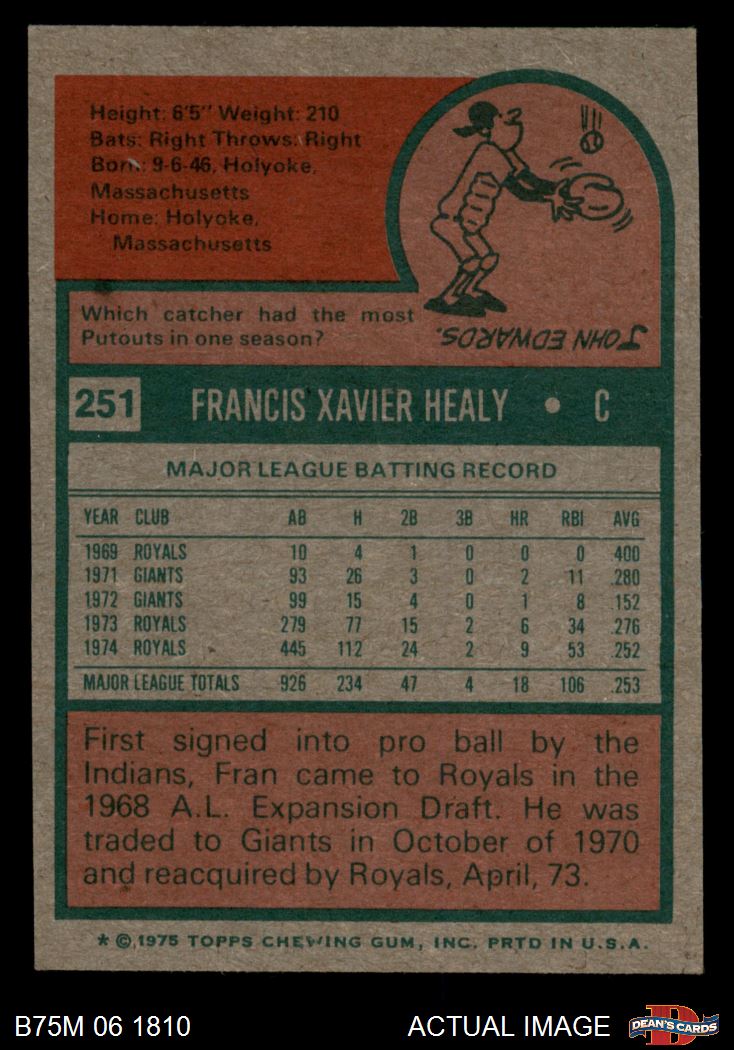 Height: 6'5" Weight: 210
Bats: Right Throws: Right
Born: 9-6-46, Holyoke,
Massachusetts
Home: Holyoke,
Massachusetts
Which catcher had the most
Putouts in one season?
JOHN EDWARDS.
251 FRANCIS XAVIER HEALY • C
MAJOR LEAGUE BATTING RECORD
YEAR CLUB AB H 2B 3B HR RBI AVG
1969 ROYALS 10 4 1 0 0 0 400
1971 GIANTS 93 26 3 0 2 11 .280
1972 GIANTS 99 15 4 0 1 8 .152
1973 ROYALS 279 77 15 2 6 34 .276
1974 ROYALS 445 112 24 2 9 53 .252
MAJOR LEAGUE TOTALS 926 234 47 4 18 106 .253
First signed into pro ball by the
Indians, Fran came to Royals in the
1968 A.L. Expansion Draft. He was
traded to Giants in October of 1970
and reacquired by Royals, April, 73.
* © 1975 TOPPS CHEWING GUM, INC. PRTD IN U.S.A.
B75M 06 1810 ACTUAL IMAGE D DEAN'S CARDS